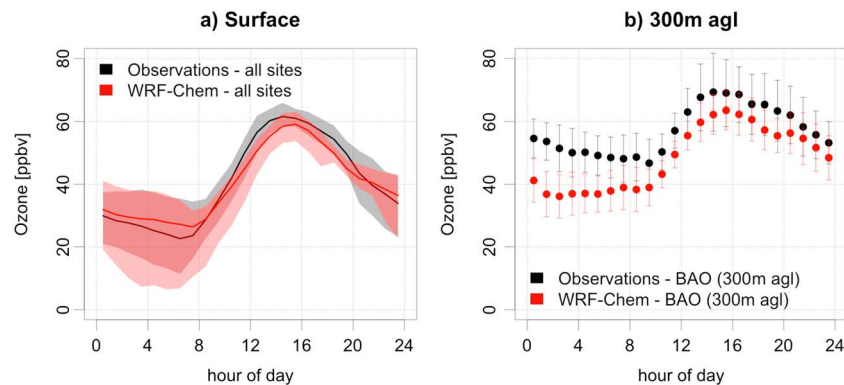 a) Surface
Observations - all sites
WRF-Chem - all sites
Ozone [ppbv]
80
60
40
20
0
0 4 8 12 16 20 24
hour of day
b) 300m agl
Ozone [ppbv]
80
60
40
20
0
Observations - BAO (300m agl)
WRF-Chem - BAO (300m agl)
0 4 8 12 16 20 24
hour of day